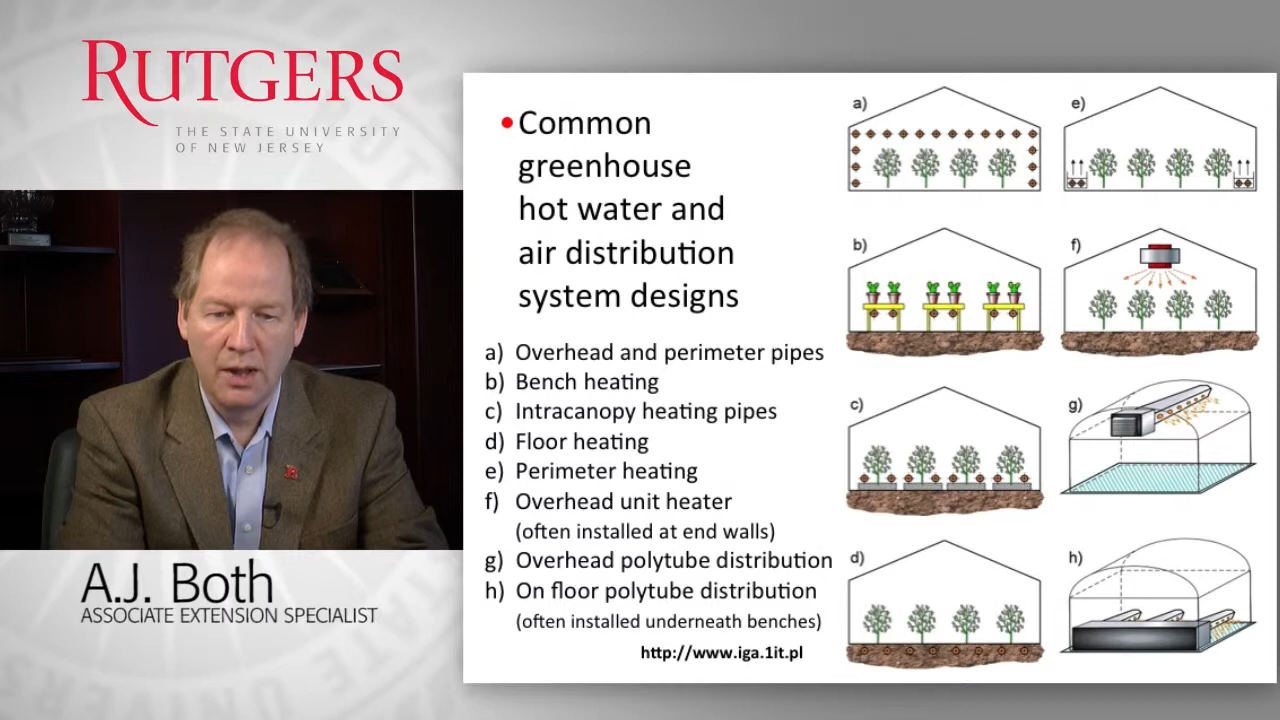 RUTGERS
THE STATE UNIVERSITY
OF NEW JERSEY
A.J. Both
ASSOCIATE EXTENSION SPECIALIST
•Common
greenhouse
hot water and
air distribution
system designs
a) Overhead and perimeter pipes
b) Bench heating
c) Intracanopy heating pipes
d) Floor heating
e) Perimeter heating
f) Overhead unit heater
(often installed at end walls)
g) Overhead polytube distribution
h) On floor polytube distribution
(often installed underneath benches)
http://www.iga.1it.pl
a)
e)
b)
f)
c)
g)
d)
h)